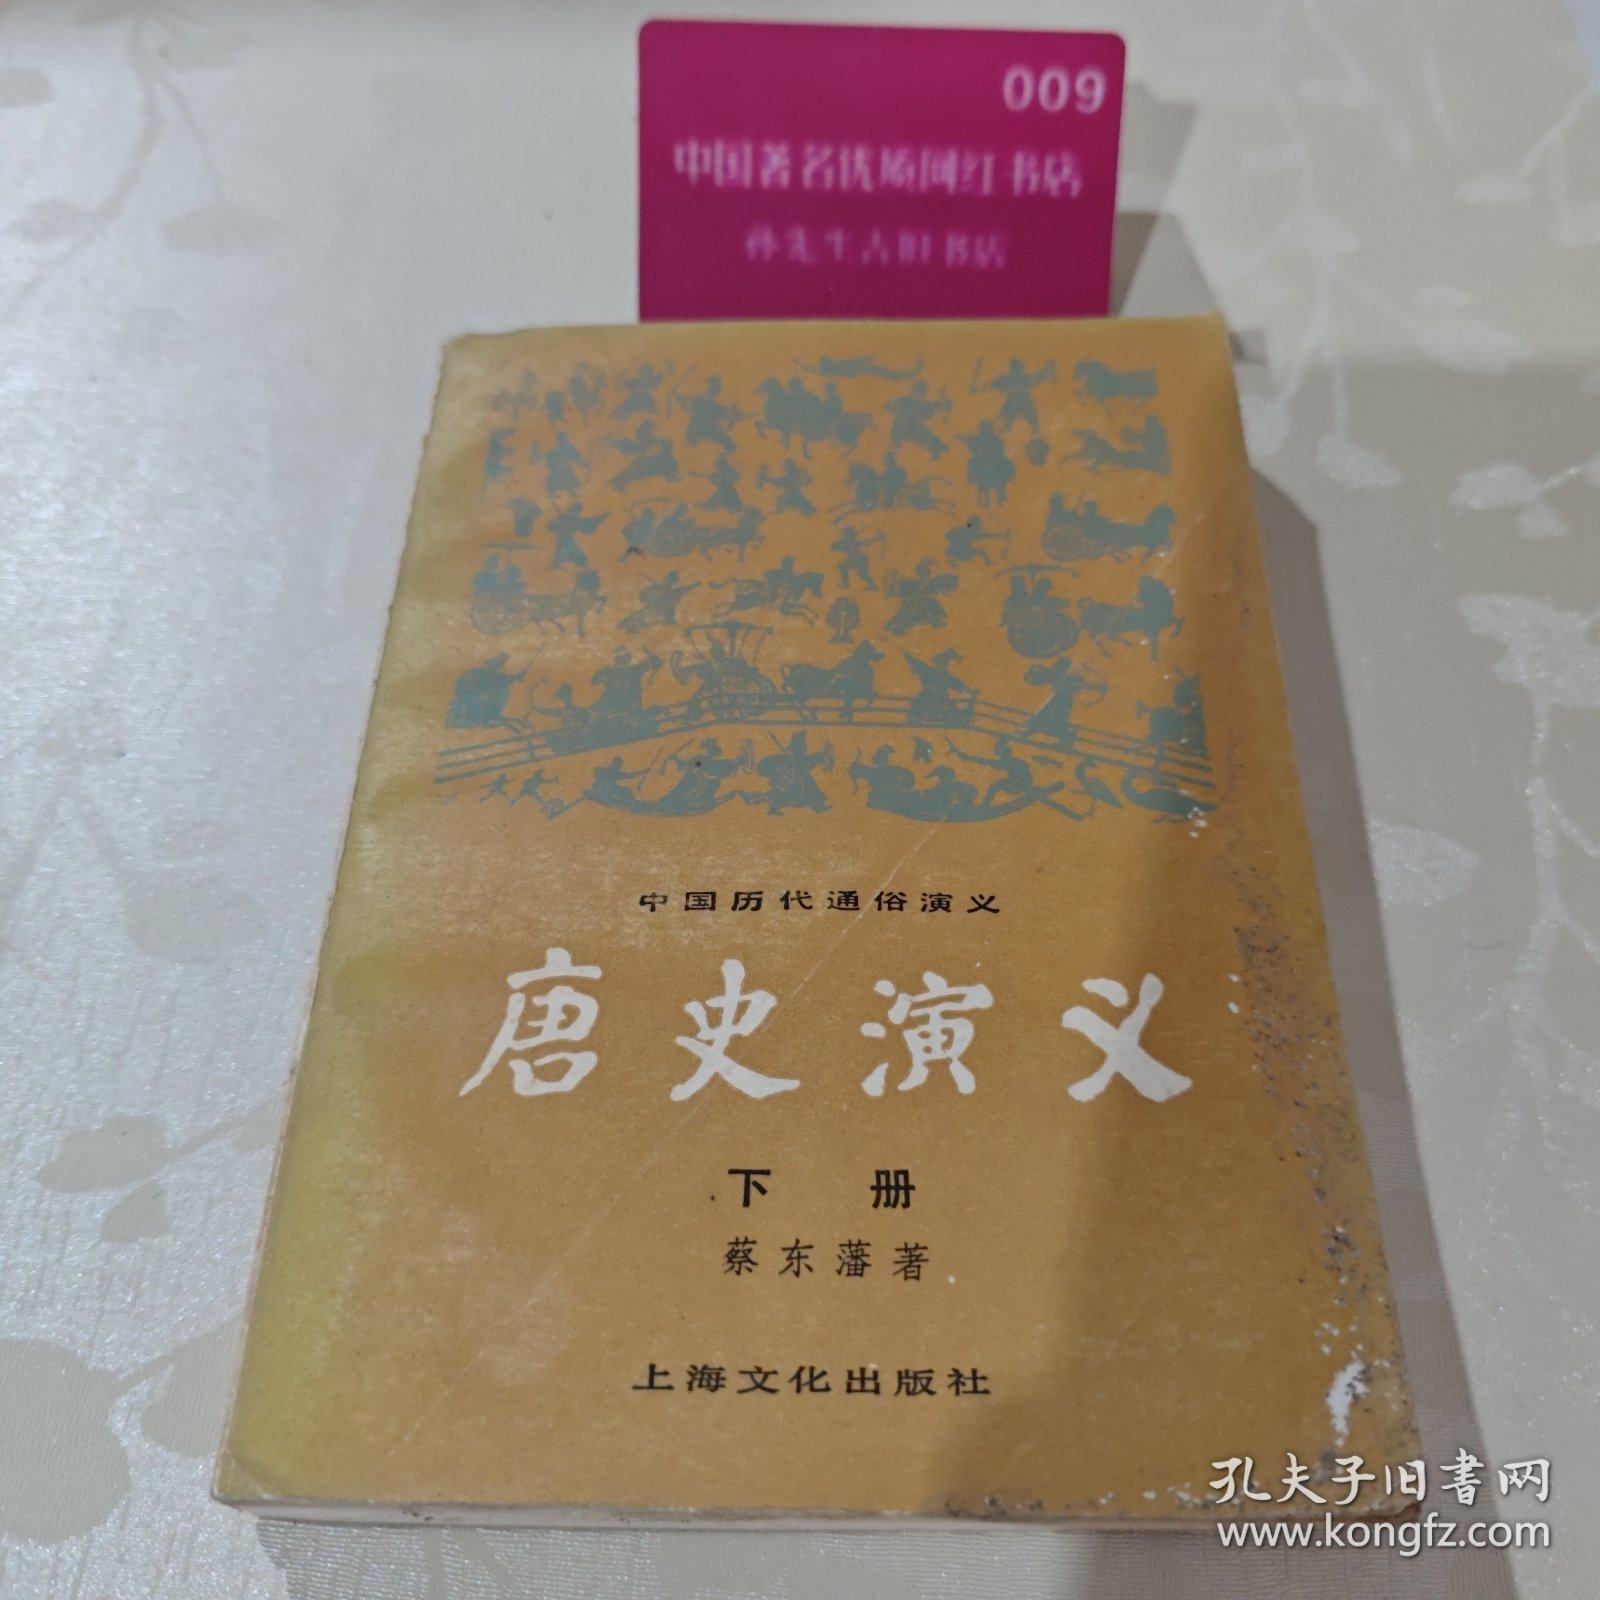 009
中国著名优质网红书店
孙先生古旧书店
中国历代通俗演义
唐史演义
下册
蔡东藩著
上海文化出版社
孔夫子旧书网
www.kongfz.com